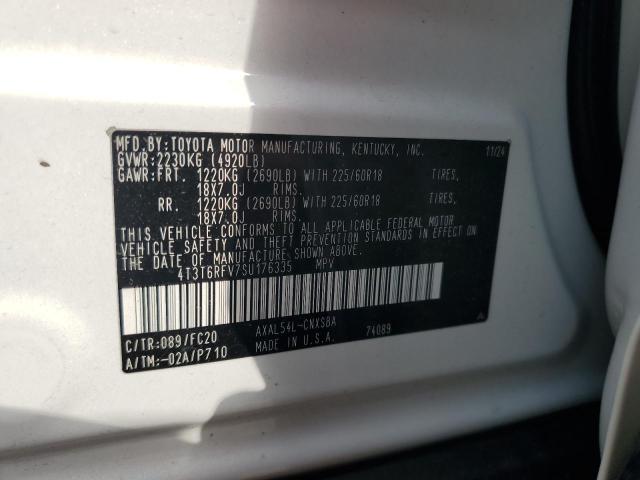 MFD.BY:TOYOTA MOTOR MANUFACTURING, KENTUCKY, INC. 11/24
GVWR:2230KG (4920LB)
GAWR:FRT. 1220KG (2690LB) WITH 225/60R18 TIRES,
18X7.0J RIMS.
RR. 1220KG (2690LB) WITH 225/60R18 TIRES,
18X7.0J RIMS.
THIS VEHICLE CONFORMS TO ALL APPLICABLE FEDERAL MOTOR
VEHICLE SAFETY AND THEFT PREVENTION STANDARDS IN EFFECT ON
THE DATE OF MANUFACTURE SHOWN ABOVE.
4T3T6RFV7SU176335 MPV
AXAL54L-CNXSBA 74089
C/TR:089/FC20 MADE IN U.S.A.
A/TM:-02A/P710